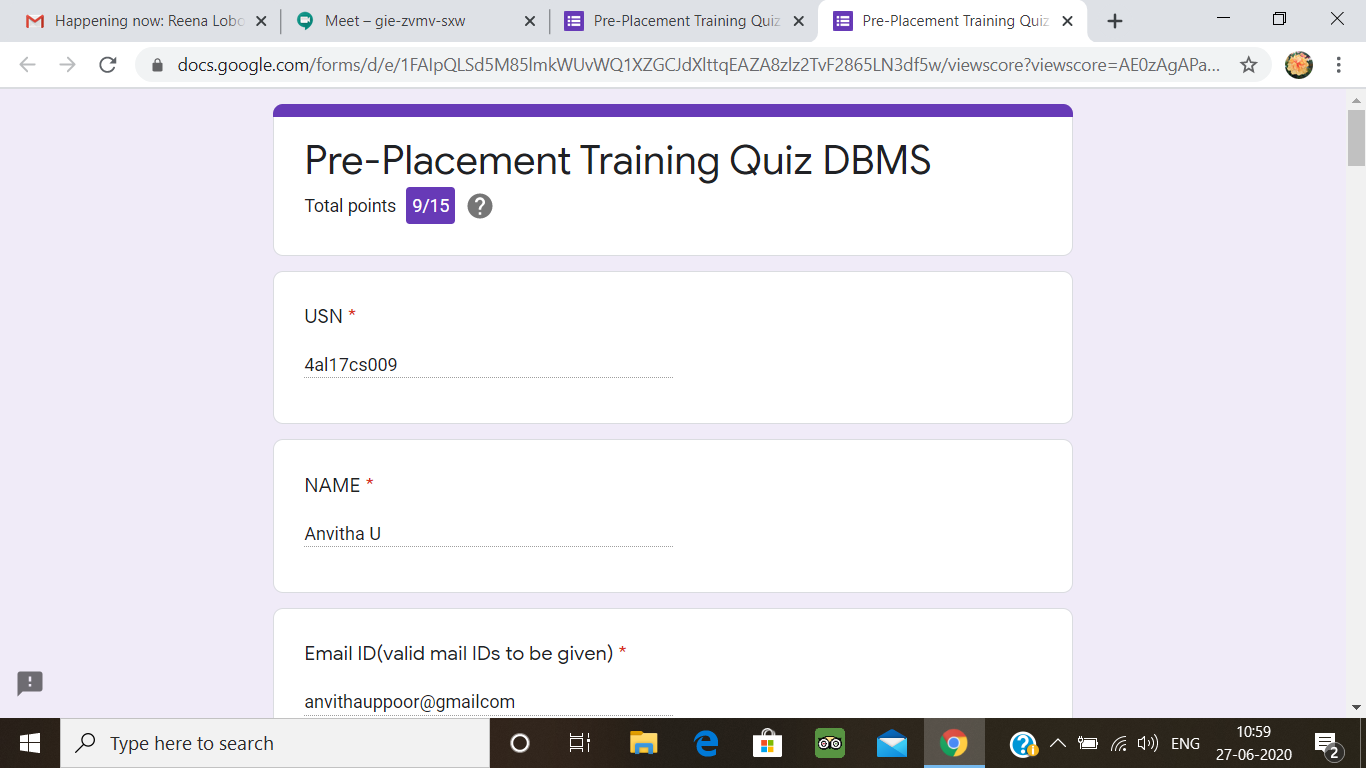 Happening now: Reena Lobo
Meet – gie-zvmv-sxw
Pre-Placement Training Quiz
Pre-Placement Training Quiz
docs.google.com/forms/d/e/1FAIpQLSd5M85lmkWUvWQ1XZGCJdXlttqEAZA8zlz2TvF2865LN3df5w/viewscore?viewscore=AE0zAgAPa...
Pre-Placement Training Quiz DBMS
Total points 9/15 ?
USN *
4al17cs009
NAME *
Anvitha U
Email ID(valid mail IDs to be given) *
anvithauppoor@gmailcom
Type here to search
ENG
10:59
27-06-2020
2